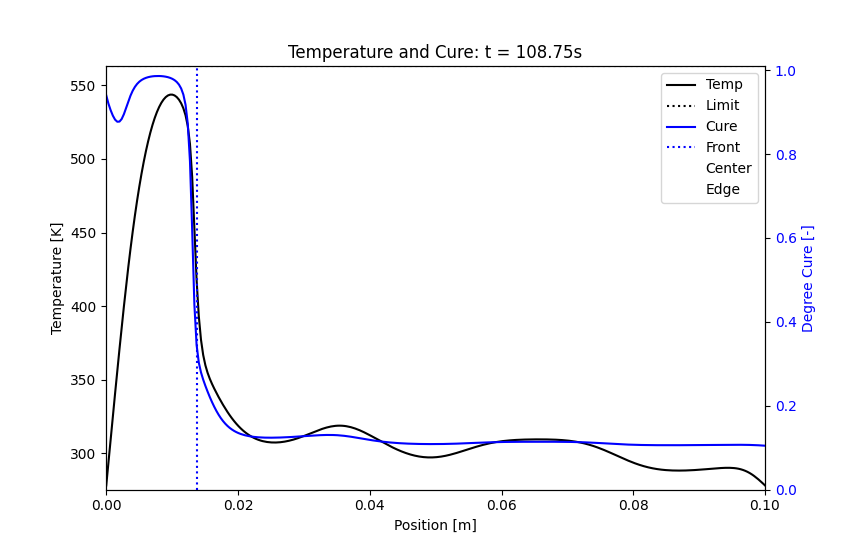 Temperature and Cure: t = 108.75s
Temp
Limit
Cure
Front
Center
Edge
550
500
450
400
350
300
Temperature [K]
1.0
0.8
0.6
0.4
0.2
0.0
Degree Cure [-]
0.00 0.02 0.04 0.06 0.08 0.10
Position [m]